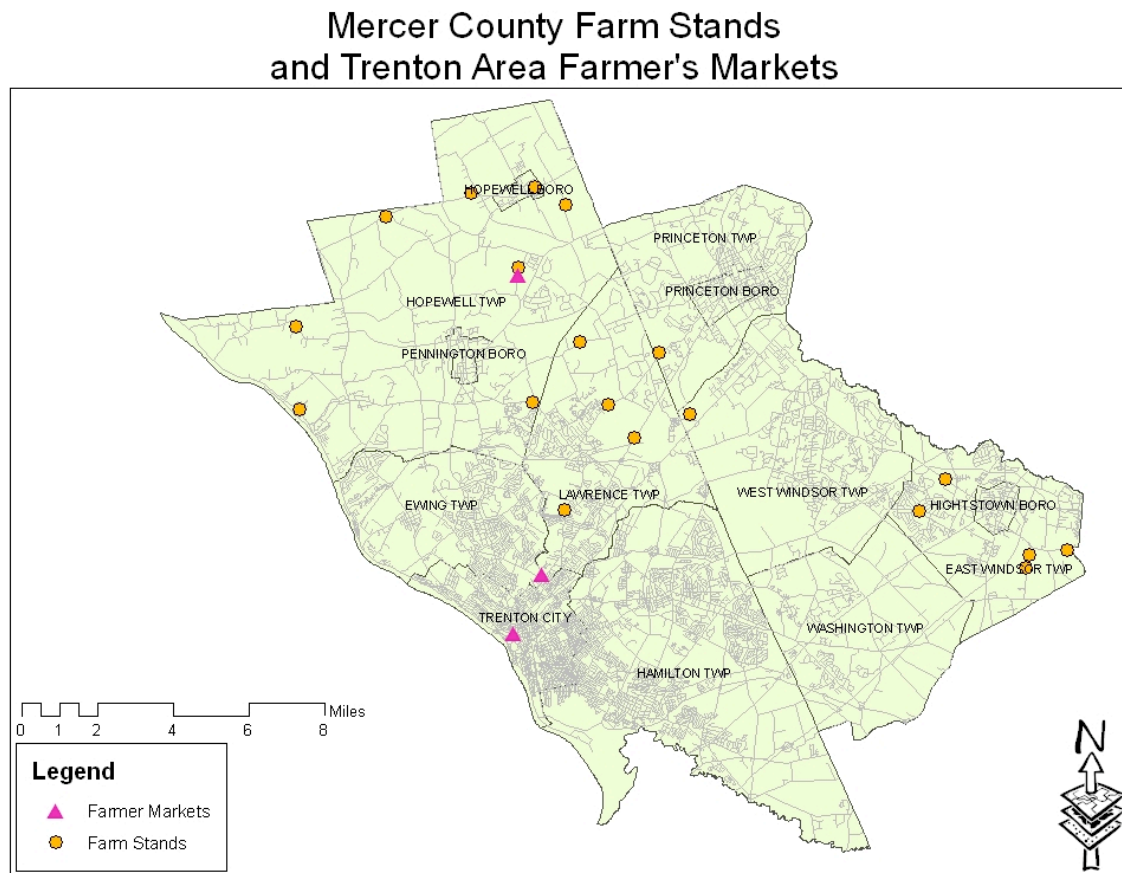 Mercer County Farm Stands
and Trenton Area Farmer's Markets
HOPEWELL BORO
PRINCETON TWP
PRINCETON BORO
HOPEWELL TWP
PENNINGTON BORO
LAWRENCE TWP
WEST WINDSOR TWP
EWING TWP
HIGHTSTOWN BORO
EAST WINDSOR TWP
TRENTON CITY
WASHINGTON TWP
HAMILTON TWP
Miles
0 1 2 4 6 8
Legend
Farmer Markets
Farm Stands
N